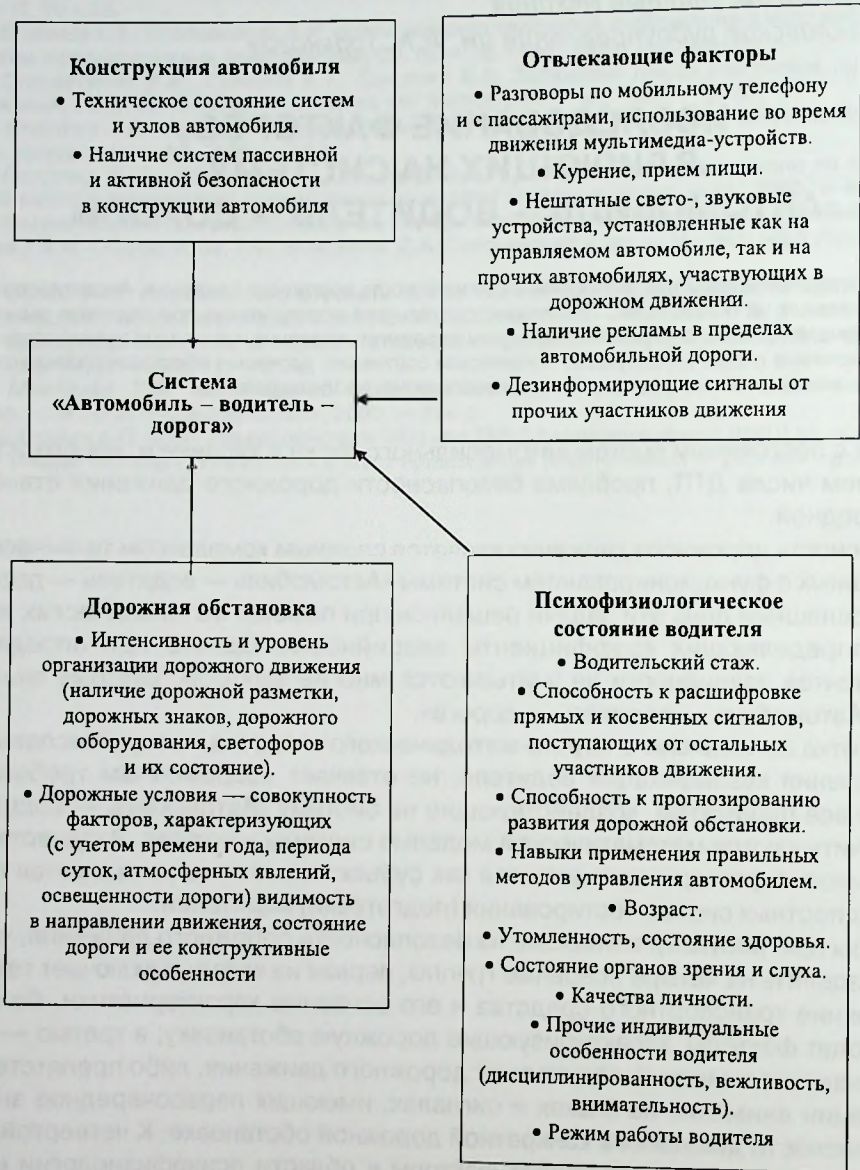 Конструкция автомобиля
• Техническое состояние систем
и узлов автомобиля.
• Наличие систем пассивной
и активной безопасности
в конструкции автомобиля
Отвлекающие факторы
• Разговоры по мобильному телефону
и с пассажирами, использование во время
движения мультимедиа-устройств.
• Курение, прием пищи.
• Нештатные свето-, звуковые
устройства, установленные как на
управляемом автомобиле, так и на
прочих автомобилях, участвующих в
дорожном движении.
• Наличие рекламы в пределах
автомобильной дороги.
• Дезинформирующие сигналы от
прочих участников движения
Система
«Автомобиль – водитель –
дорога»
Дорожная обстановка
• Интенсивность и уровень
организации дорожного движения
(наличие дорожной разметки,
дорожных знаков, дорожного
оборудования, светофоров
и их состояние).
• Дорожные условия – совокупность
факторов, характеризующих
(с учетом времени года, периода
суток, атмосферных явлений,
освещенности дороги) видимость
в направлении движения, состояние
дороги и ее конструктивные
особенности
Психофизиологическое
состояние водителя
• Водительский стаж.
• Способность к расшифровке
прямых и косвенных сигналов,
поступающих от остальных
участников движения.
• Способность к прогнозированию
развития дорожной обстановки.
• Навыки применения правильных
методов управления автомобилем.
• Возраст.
• Утомленность, состояние здоровья.
• Состояние органов зрения и слуха.
• Качества личности.
• Прочие индивидуальные
особенности водителя
(дисциплинированность, вежливость,
внимательность).
• Режим работы водителя